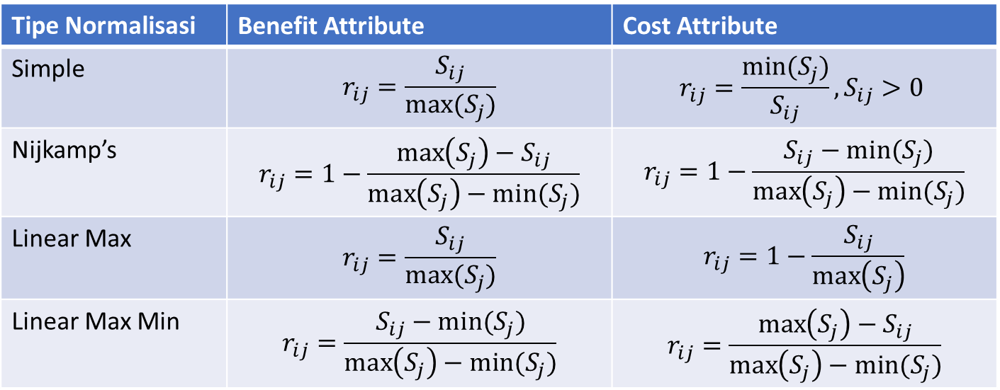 Tipe Normalisasi Benefit Attribute Cost Attribute
Simple r_{ij} = \frac{S_{ij}}{\max(S_j)} r_{ij} = \frac{\min(S_j)}{S_{ij}}, S_{ij} > 0
Nijkamp’s r_{ij} = 1 - \frac{\max(S_j) - S_{ij}}{\max(S_j) - \min(S_j)} r_{ij} = 1 - \frac{S_{ij} - \min(S_j)}{\max(S_j) - \min(S_j)}
Linear Max r_{ij} = \frac{S_{ij}}{\max(S_j)} r_{ij} = 1 - \frac{S_{ij}}{\max(S_j)}
Linear Max Min r_{ij} = \frac{S_{ij} - \min(S_j)}{\max(S_j) - \min(S_j)} r_{ij} = \frac{\max(S_j) - S_{ij}}{\max(S_j) - \min(S_j)}